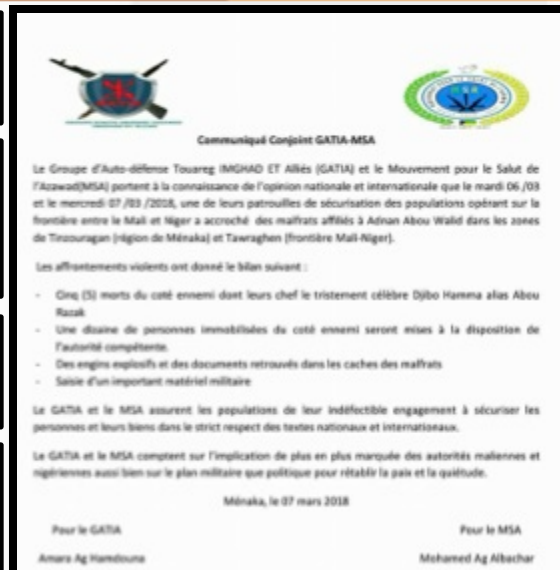 Communiqué Conjoint GATIA-MSA
Le Groupe d'Auto-défense Touareg IMGHAD ET Alliés (GATIA) et le Mouvement pour le Salut de
l'Azawad(MSA) portent à la connaissance de l'opinion nationale et internationale que le mardi 06 /03
et le mercredi 07 /03 /2018, une de leurs patrouilles de sécurisation des populations opérant sur la
frontière entre le Mali et Niger a accroché des malfrats affiliés à Adnan Abou Walid dans les zones
de Tinzouragan (région de Ménaka) et Tawraghen (frontière Mali-Niger).
Les affrontements violents ont donné le bilan suivant :
- Cinq (5) morts du coté ennemi dont leurs chef le tristement célèbre Djibo Hamma alias Abou
Razak
- Une dizaine de personnes immobilisées du coté ennemi seront mises à la disposition de
l'autorité compétente.
- Des engins explosifs et des documents retrouvés dans les caches des malfrats
- Saisie d'un important matériel militaire
Le GATIA et le MSA assurent les populations de leur indéfectible engagement à sécuriser les
personnes et leurs biens dans le strict respect des textes nationaux et internationaux.
Le GATIA et le MSA comptent sur l'implication de plus en plus marquée des autorités maliennes et
nigériennes aussi bien sur le plan militaire que politique pour rétablir la paix et la quiétude.
Ménaka, le 07 mars 2018
Pour le GATIA Pour le MSA
Amara Ag Hamdouna Mohamed Ag Albachar